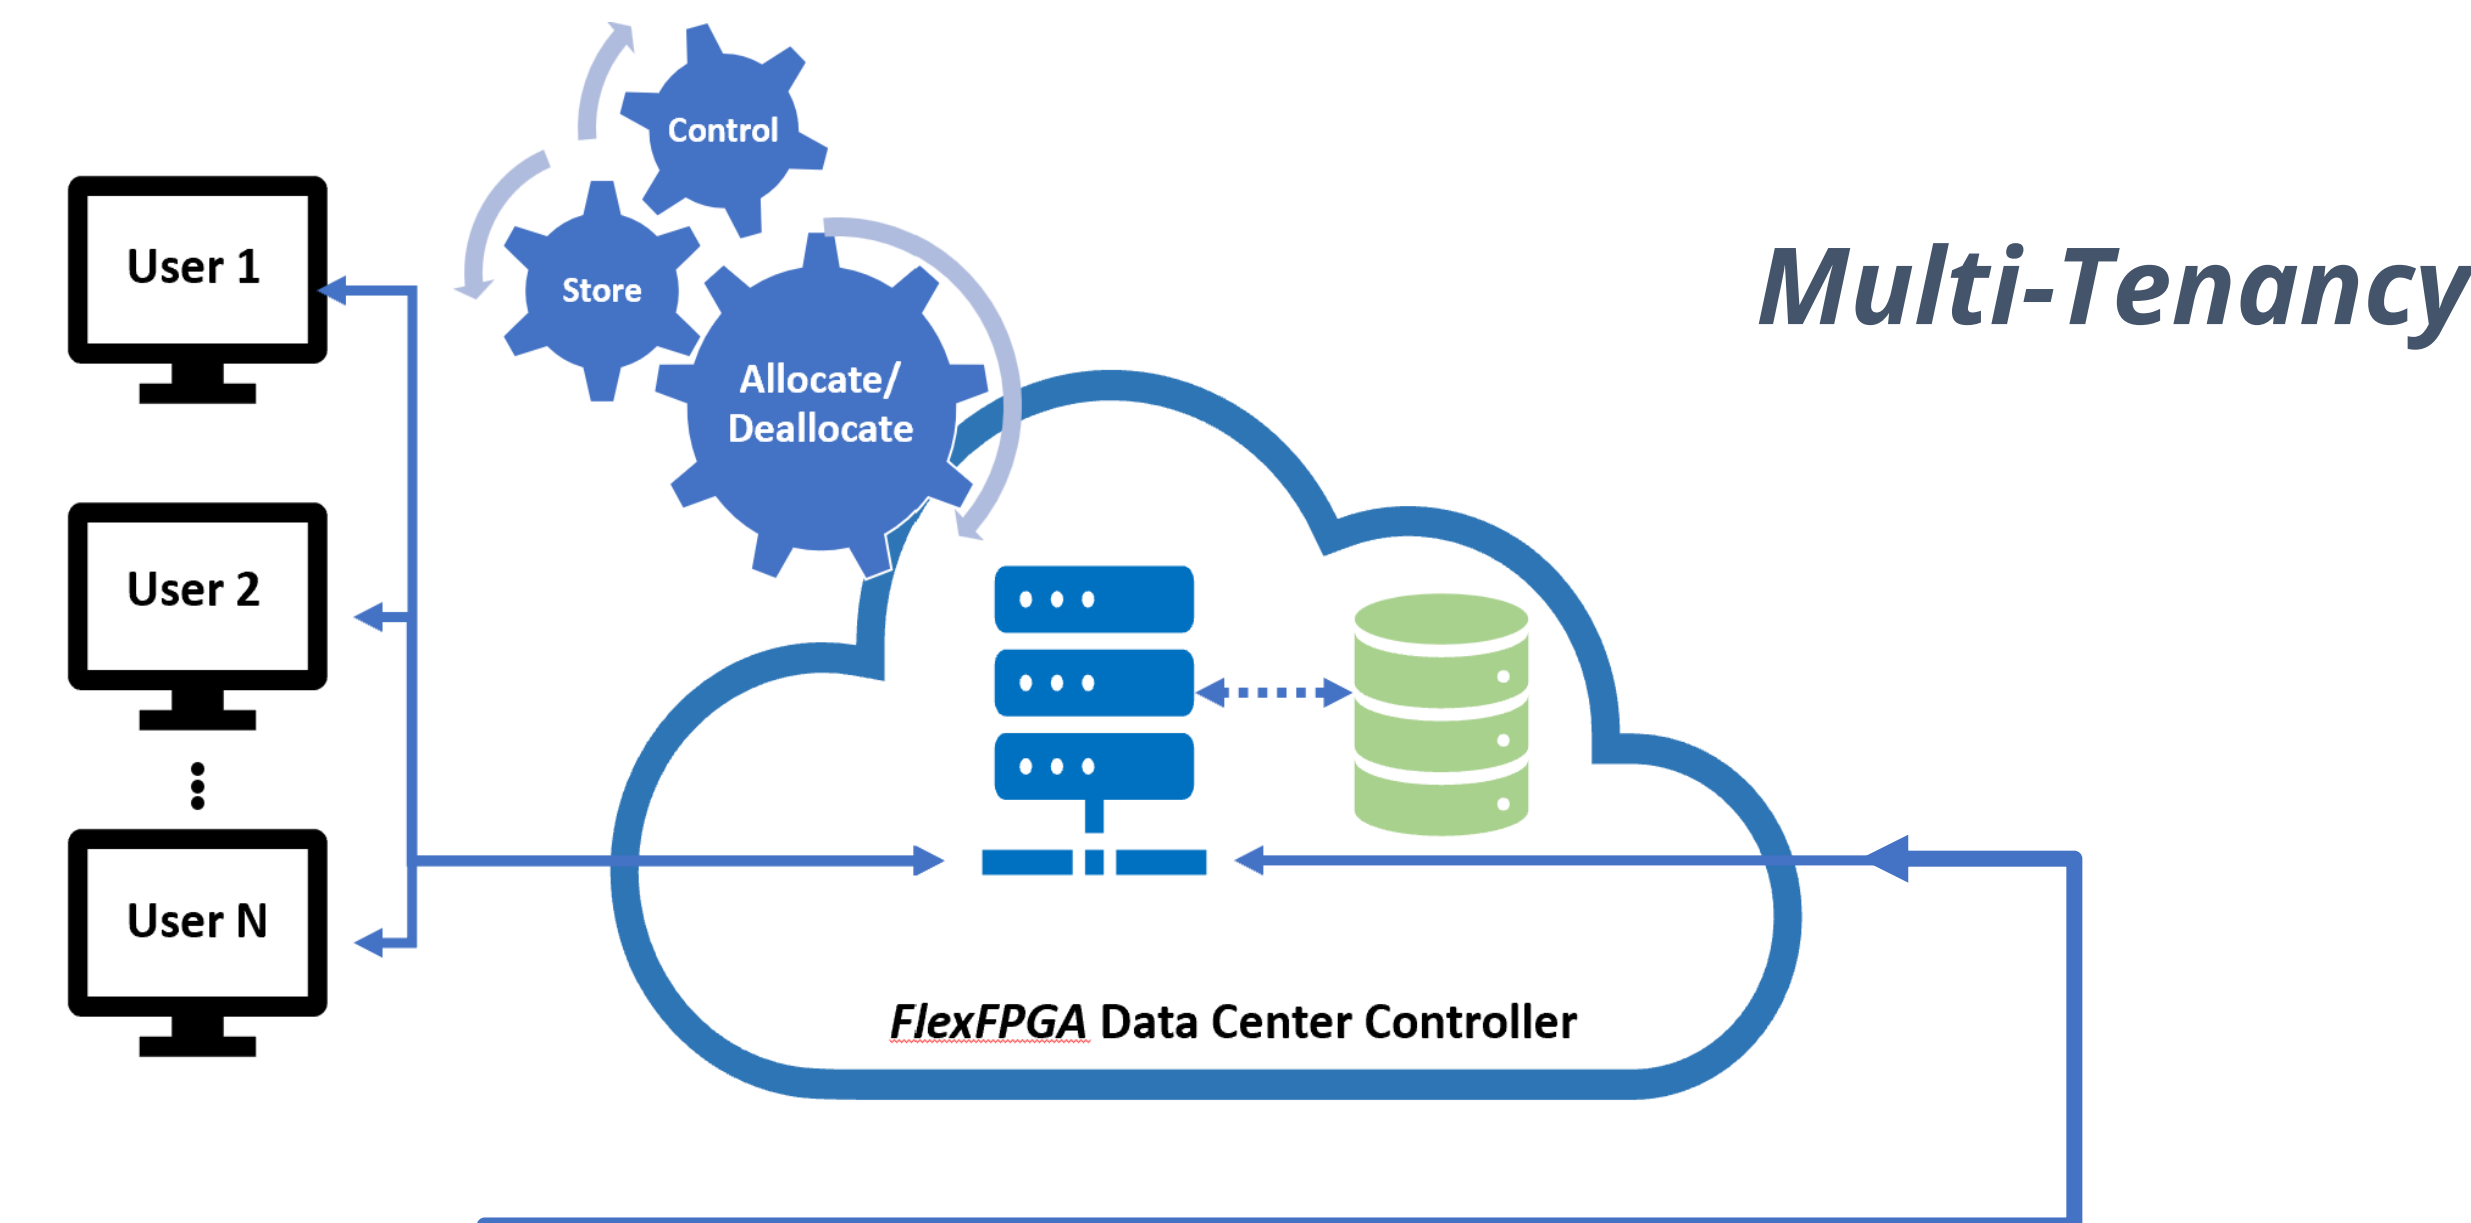 Control
User 1
Store
Multi-Tenancy
Allocate/
Deallocate
User 2
User N
FlexFPGA Data Center Controller